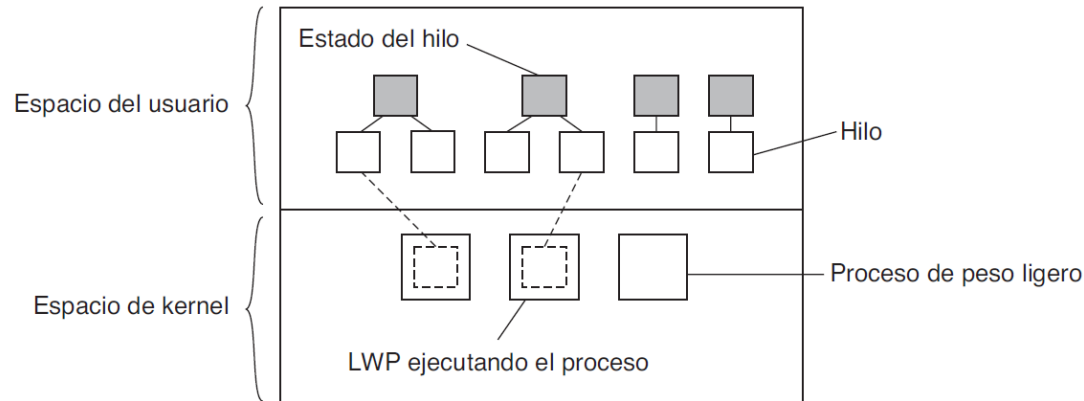 Estado del hilo
Espacio del usuario
Hilo
Proceso de peso ligero
Espacio de kernel
LWP ejecutando el proceso